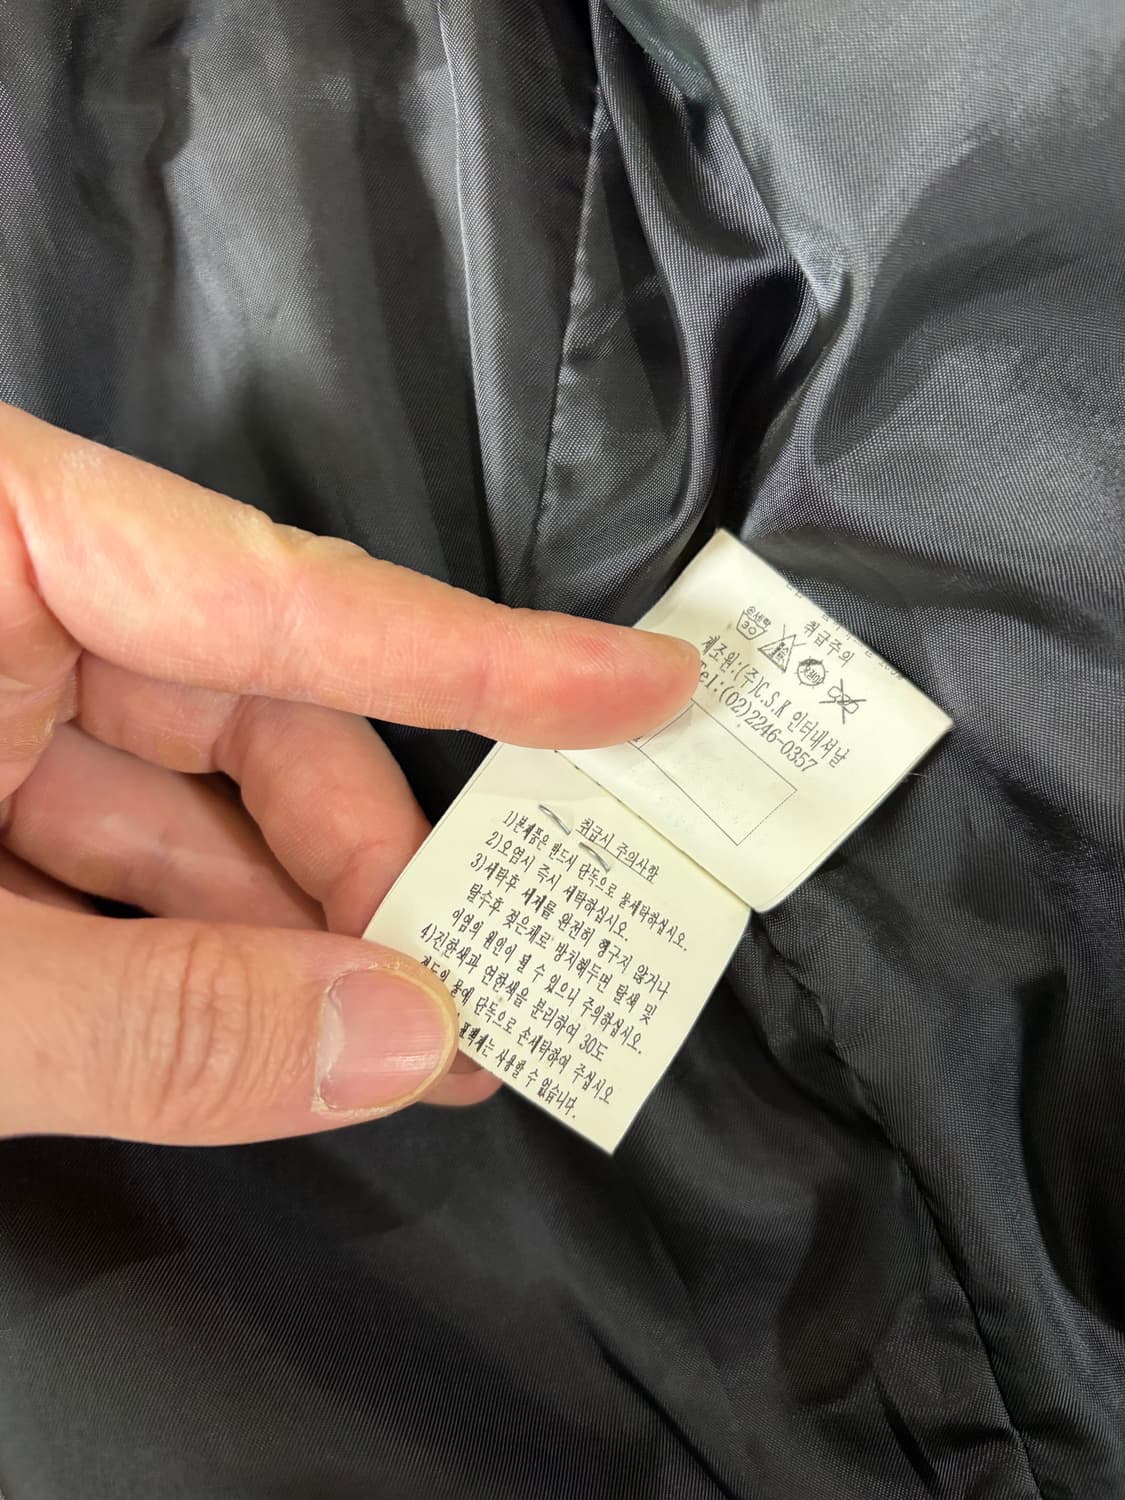 취급주의
손세탁
30
제조원:(주)C.S.K 인터내셔날
Tel:(02)2246-0357
취급시 주의사항
1)본제품은 반드시 단독으로 물세탁하십시오.
2)오염시 즉시 세탁하십시오.
3)세탁후 세제를 완전히 헹구지 않거나
탈수후 젖은채로 방치해두면 탈색 및
이염의 원인이 될 수 있으니 주의하십시오.
4)진한색과 연한색을 분리하여 30도
정도의 물에 단독으로 손세탁하여 주십시오
표백제는 사용할 수 없습니다.